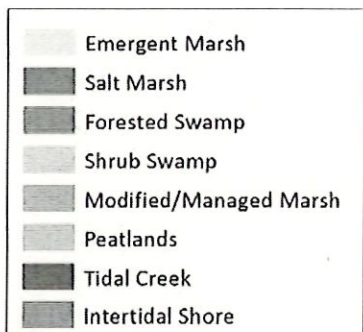 Emergent Marsh
Salt Marsh
Forested Swamp
Shrub Swamp
Modified/Managed Marsh
Peatlands
Tidal Creek
Intertidal Shore